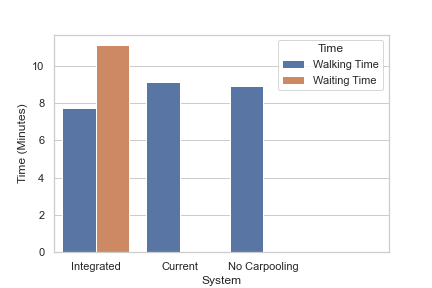 Time
Walking Time
Waiting Time
10
8
6
4
2
0
Time (Minutes)
Integrated
Current
No Carpooling
System